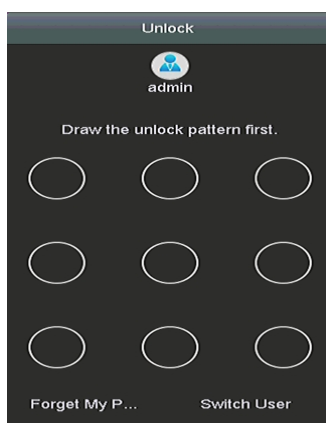 Unlock
admin
Draw the unlock pattern first.
Forget My P... Switch User